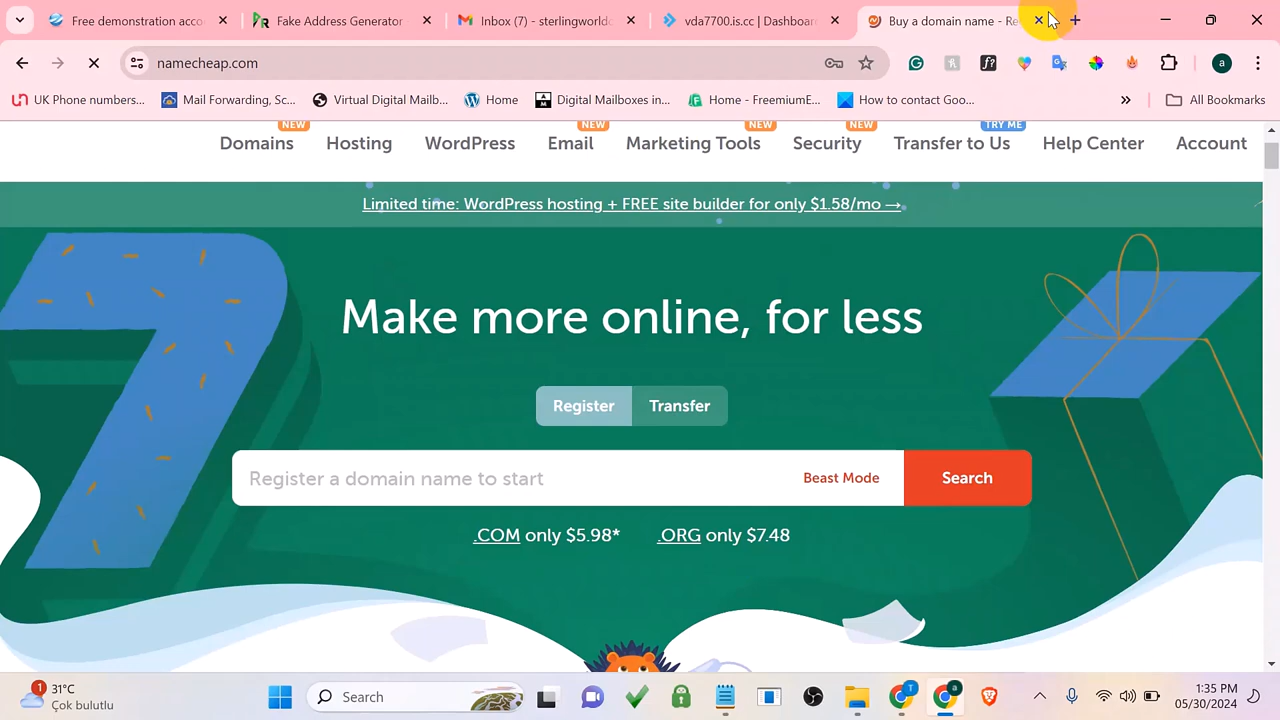 Free demonstration acco
Fake Address Generator
Inbox (7) - sterlingworldc
vda7700.is.cc | Dashboar
Buy a domain name - Re
namecheap.com
UK Phone numbers...
Mail Forwarding, Sc...
Virtual Digital Mailb...
Home
Digital Mailboxes in...
Home - FreemiumE...
How to contact Goo...
All Bookmarks
NEW
NEW
NEW
NEW
TRY ME
Domains
Hosting
WordPress
Email
Marketing Tools
Security
Transfer to Us
Help Center
Account
Limited time: WordPress hosting + FREE site builder for only $1.58/mo →
Make more online, for less
Register
Transfer
Register a domain name to start
Beast Mode
Search
.COM only $5.98*
.ORG only $7.48
1
31°C
Çok bulutlu
Search
1:35 PM
05/30/2024